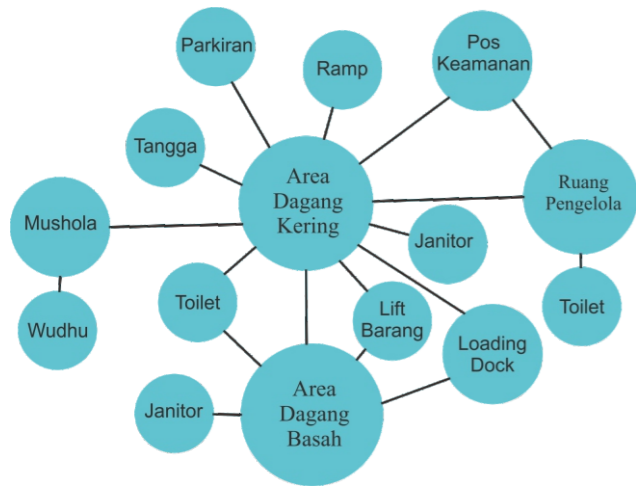 Parkiran
Ramp
Pos
Keamanan
Tangga
Area
Dagang
Kering
Ruang
Pengelola
Mushola
Janitor
Toilet
Lift
Barang
Toilet
Wudhu
Loading
Dock
Janitor
Area
Dagang
Basah